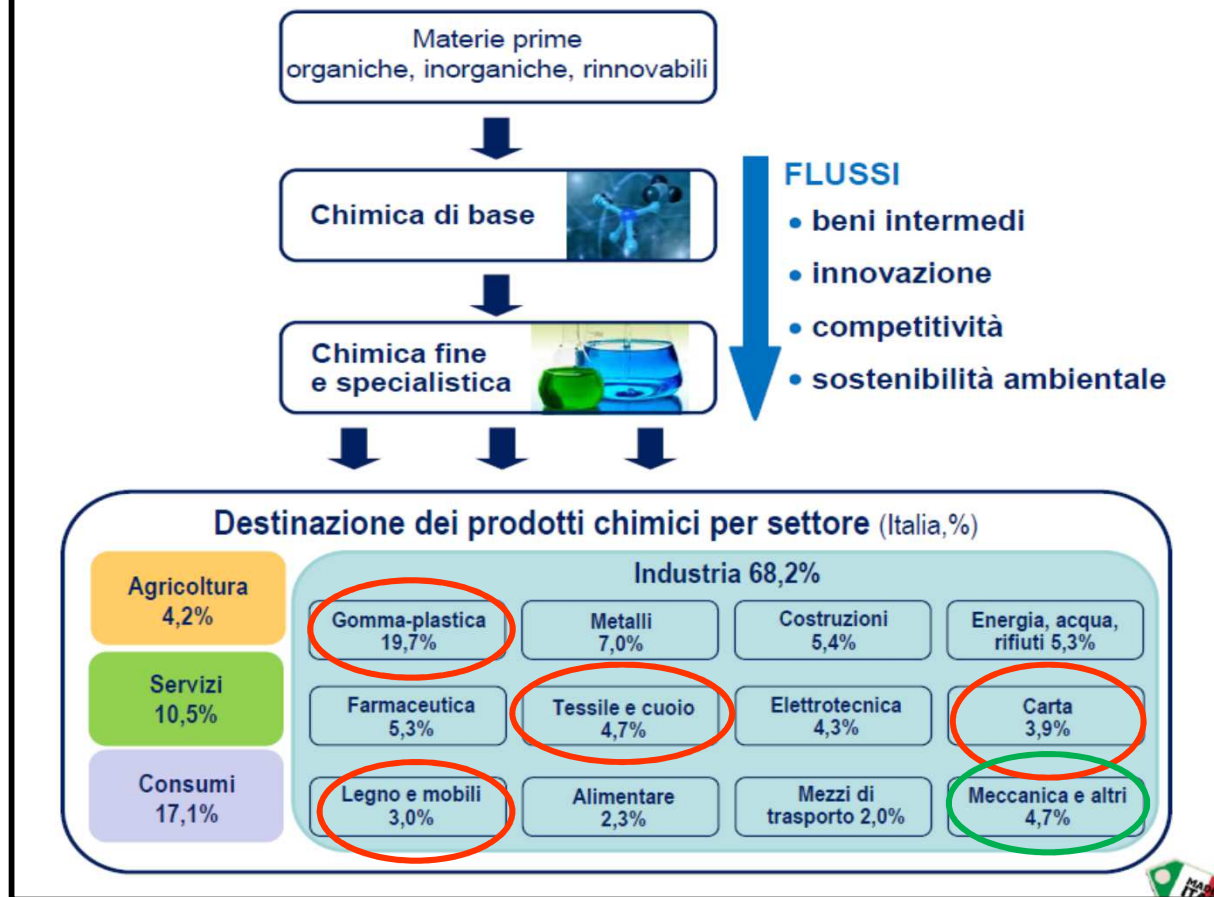 Materie prime
organiche, inorganiche, rinnovabili
Chimica di base
Chimica fine
e specialistica
FLUSSI
• beni intermedi
• innovazione
• competitività
• sostenibilità ambientale
Destinazione dei prodotti chimici per settore (Italia,%)
Agricoltura
4,2%
Servizi
10,5%
Consumi
17,1%
Industria 68,2%
Gomma-plastica
19,7%
Metalli
7,0%
Costruzioni
5,4%
Energia, acqua,
rifiuti 5,3%
Farmaceutica
5,3%
Tessile e cuoio
4,7%
Elettrotecnica
4,3%
Carta
3,9%
Legno e mobili
3,0%
Alimentare
2,3%
Mezzi di
trasporto 2,0%
Meccanica e altri
4,7%